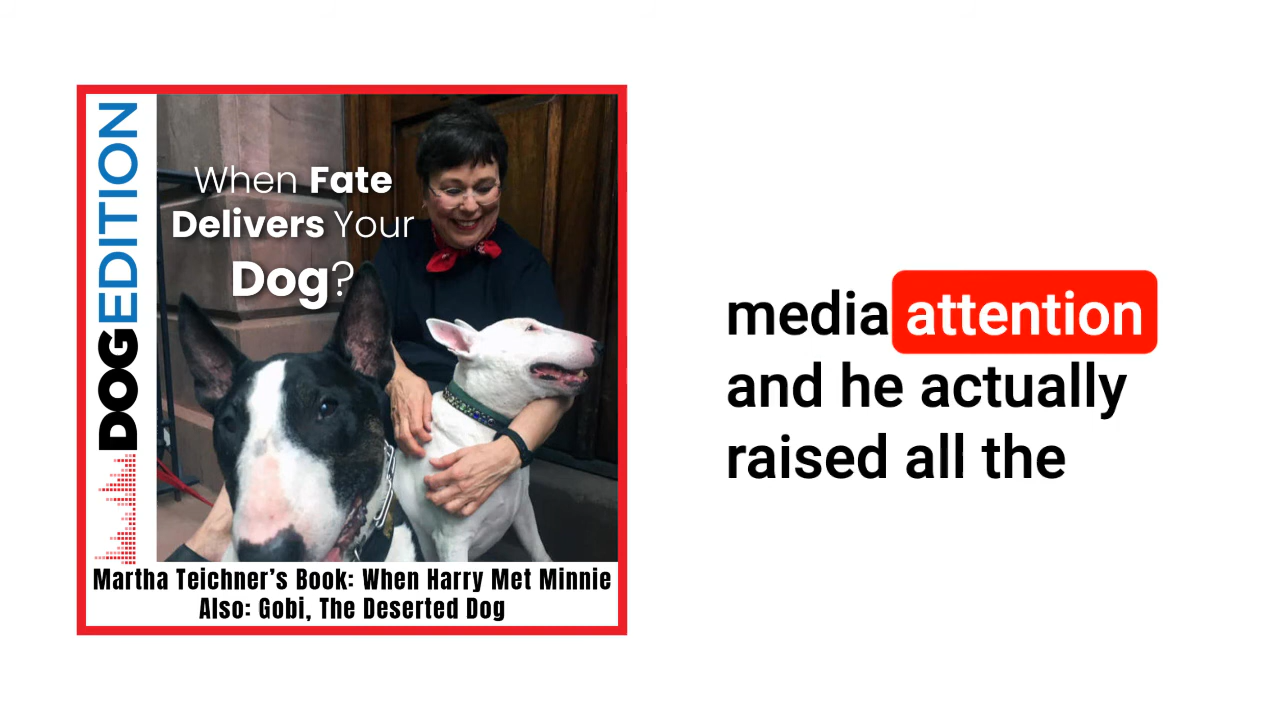 DOGEDITION
When Fate
Delivers Your
Dog?
Martha Teichner's Book: When Harry Met Minnie
Also: Gobi, The Deserted Dog
media attention
and he actually
raised all the